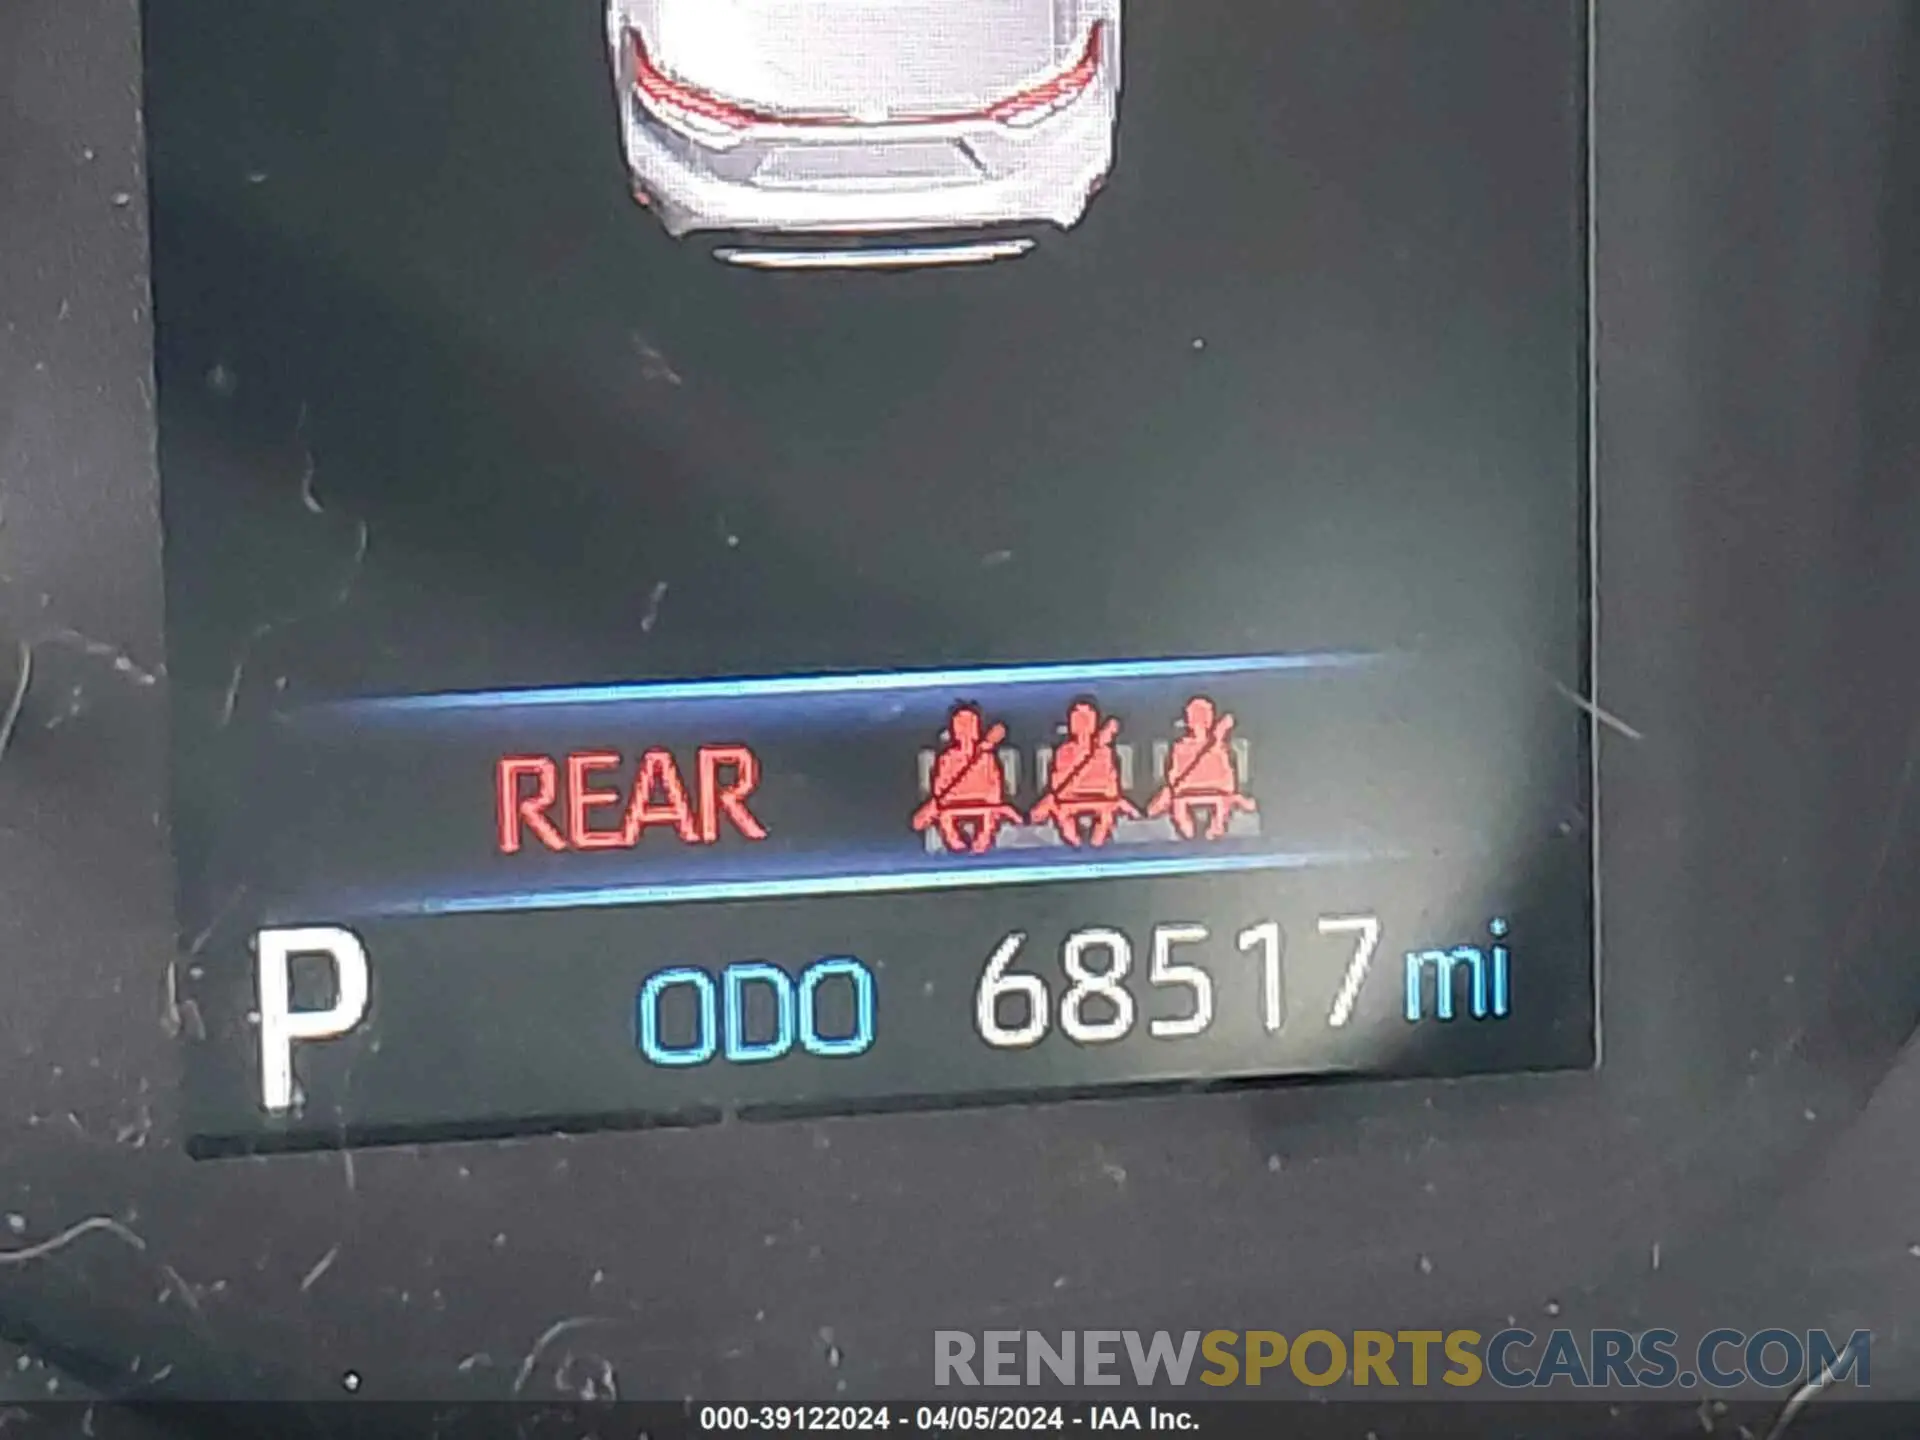 REAR
P ODO 68517 mi
RENEWSPORTSCARS.COM
000-39122024 - 04/05/2024 - IAA Inc.